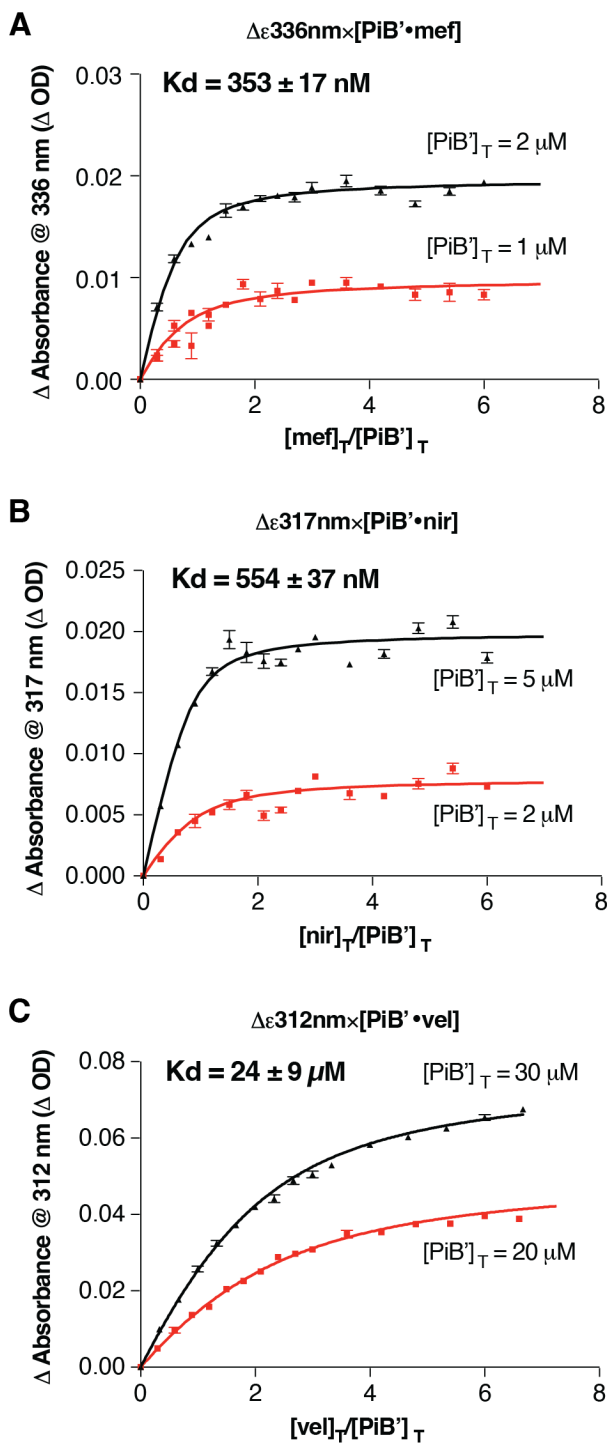 A
Δε336nm×[PiB'•mef]
Kd = 353 ± 17 nM
[PiB']T = 2 μM
[PiB']T = 1 μM
Δ Absorbance @ 336 nm (Δ OD)
0.03
0.02
0.01
0.00
0 2 4 6 8
[mef]T/[PiB']T
B
Δε317nm×[PiB'•nir]
Kd = 554 ± 37 nM
[PiB']T = 5 μM
[PiB']T = 2 μM
Δ Absorbance @ 317 nm (Δ OD)
0.025
0.020
0.015
0.010
0.005
0.000
0 2 4 6 8
[nir]T/[PiB']T
C
Δε312nm×[PiB'•vel]
Kd = 24 ± 9 μM
[PiB']T = 30 μM
[PiB']T = 20 μM
Δ Absorbance @ 312 nm (Δ OD)
0.08
0.06
0.04
0.02
0.00
0 2 4 6 8
[vel]T/[PiB']T